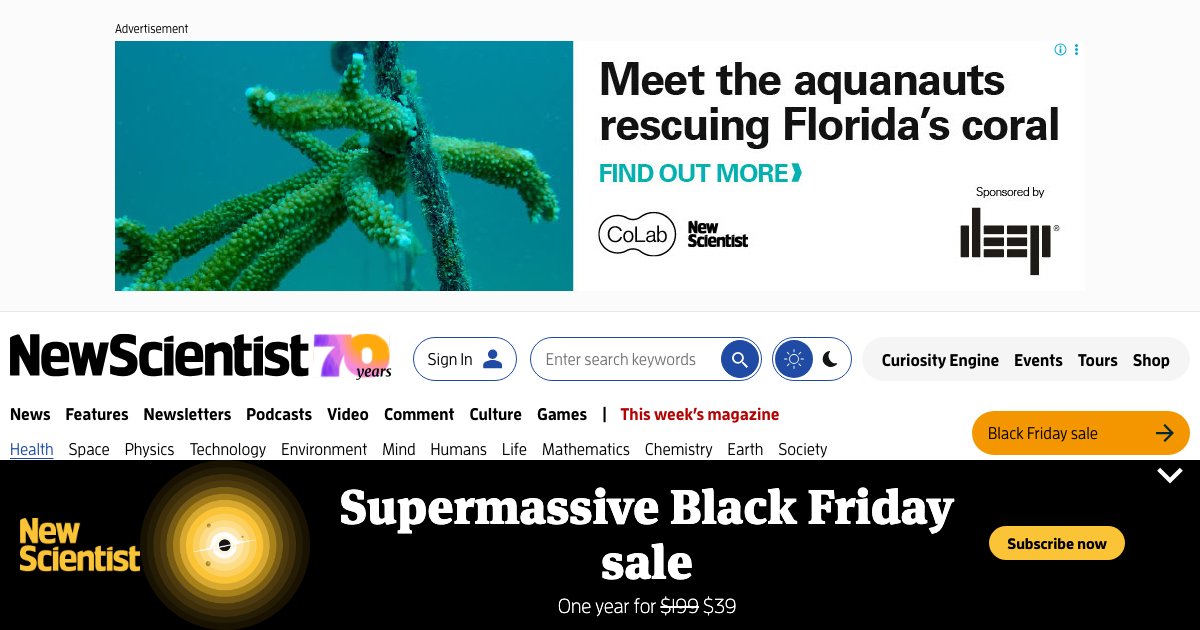 Advertisement
Meet the aquanauts
rescuing Florida's coral
FIND OUT MORE
Sponsored by
CoLab
New
Scientist
deep®
NewScientist 70 years
Sign In
Enter search keywords
Curiosity Engine Events Tours Shop
News Features Newsletters Podcasts Video Comment Culture Games | This week's magazine
Black Friday sale
Health Space Physics Technology Environment Mind Humans Life Mathematics Chemistry Earth Society
New
Scientist
Supermassive Black Friday
sale
One year for $199 $39
Subscribe now